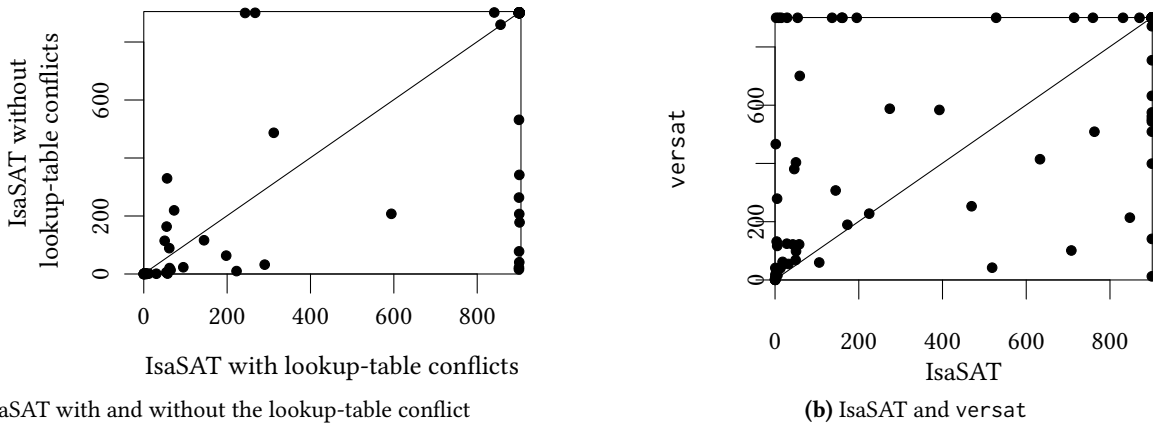 IsaSAT without
lookup-table conflicts
0
200
600
0
200
400
600
800
IsaSAT with lookup-table conflicts
aSAT with and without the lookup-table conflict
versat
0
200
600
0
200
400
600
800
IsaSAT
(b) IsaSAT and versat